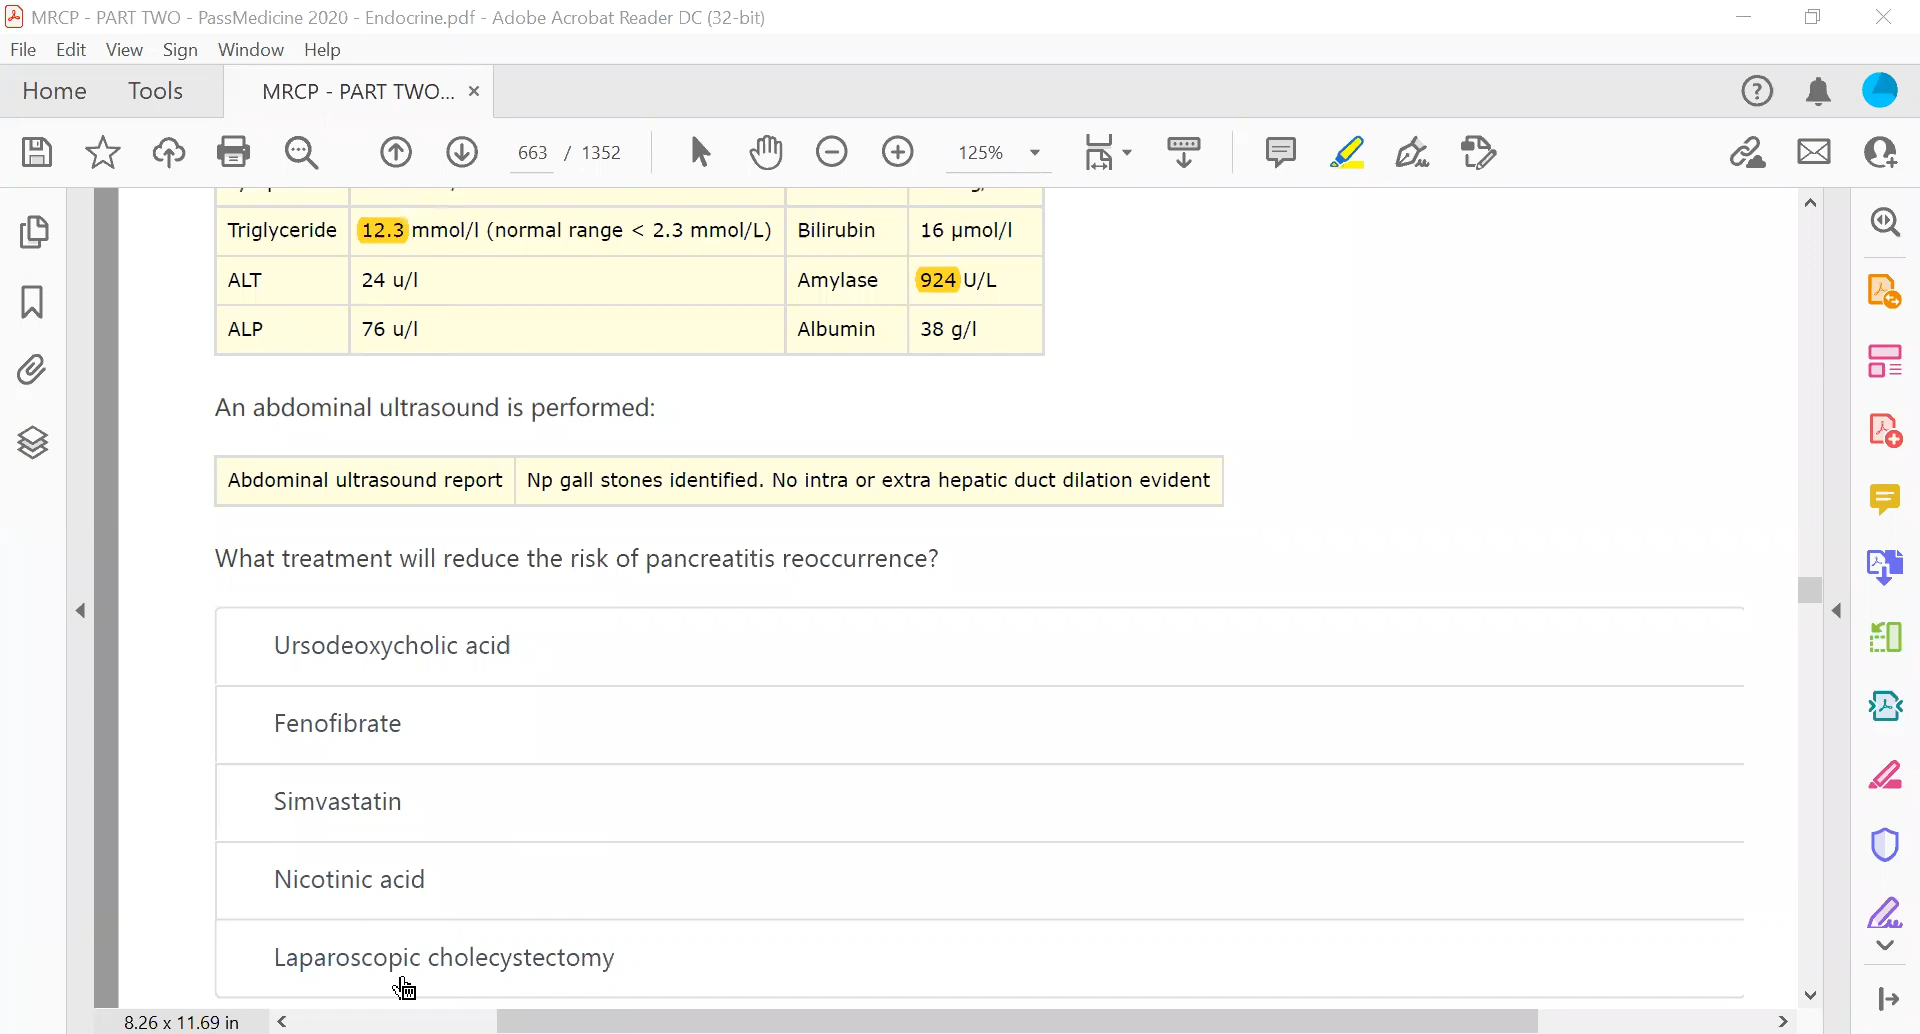 MRCP - PART TWO - PassMedicine 2020 - Endocrine.pdf - Adobe Acrobat Reader DC (32-bit)
File Edit View Sign Window Help
Home Tools MRCP - PART TWO... ×
663 / 1352 125%
Triglyceride 12.3 mmol/l (normal range < 2.3 mmol/L) Bilirubin 16 µmol/l
ALT 24 u/l Amylase 924 U/L
ALP 76 u/l Albumin 38 g/l
An abdominal ultrasound is performed:
Abdominal ultrasound report Np gall stones identified. No intra or extra hepatic duct dilation evident
What treatment will reduce the risk of pancreatitis reoccurrence?
Ursodeoxycholic acid
Fenofibrate
Simvastatin
Nicotinic acid
Laparoscopic cholecystectomy
8.26 x 11.69 in